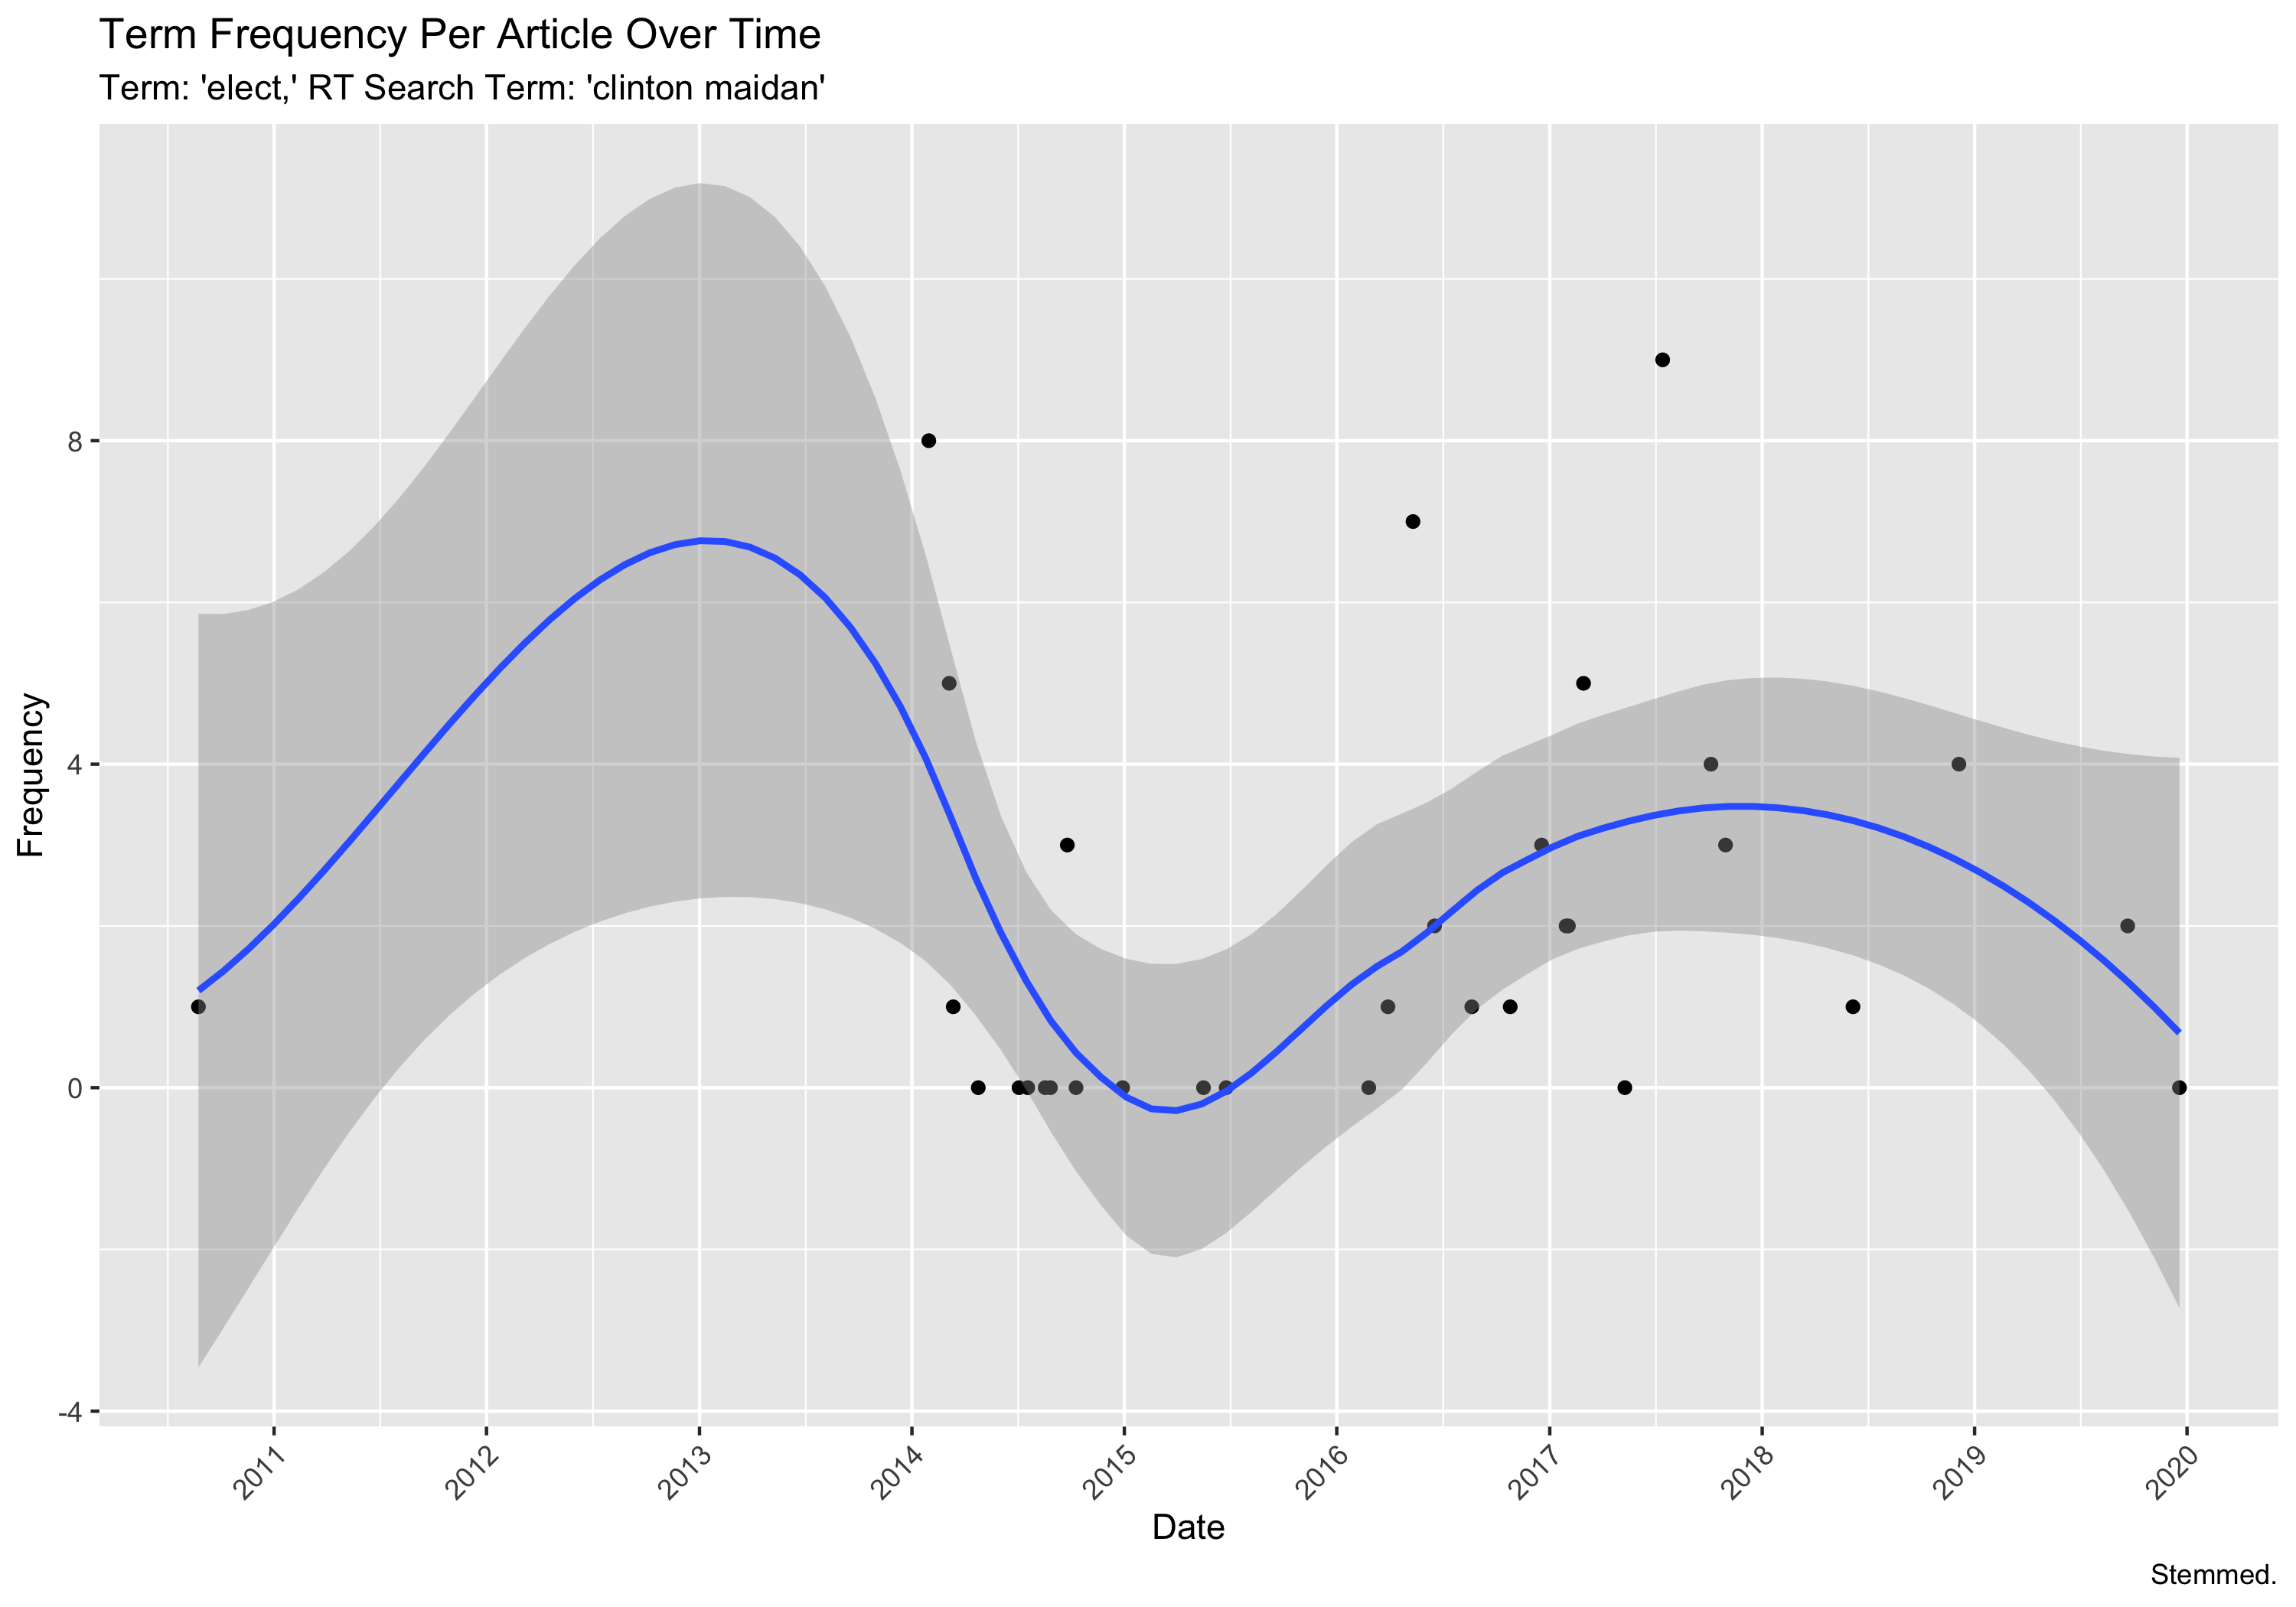 Term Frequency Per Article Over Time
Term: 'elect,' RT Search Term: 'clinton maidan'
Frequency
8
4
0
-4
2011
2012
2013
2014
2015
2016
2017
2018
2019
2020
Date
Stemmed.